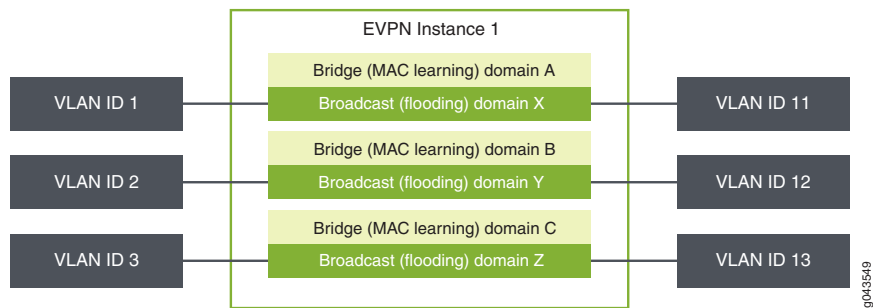 EVPN Instance 1
Bridge (MAC learning) domain A
VLAN ID 1
Broadcast (flooding) domain X
VLAN ID 11
Bridge (MAC learning) domain B
VLAN ID 2
Broadcast (flooding) domain Y
VLAN ID 12
Bridge (MAC learning) domain C
VLAN ID 3
Broadcast (flooding) domain Z
VLAN ID 13
g043549